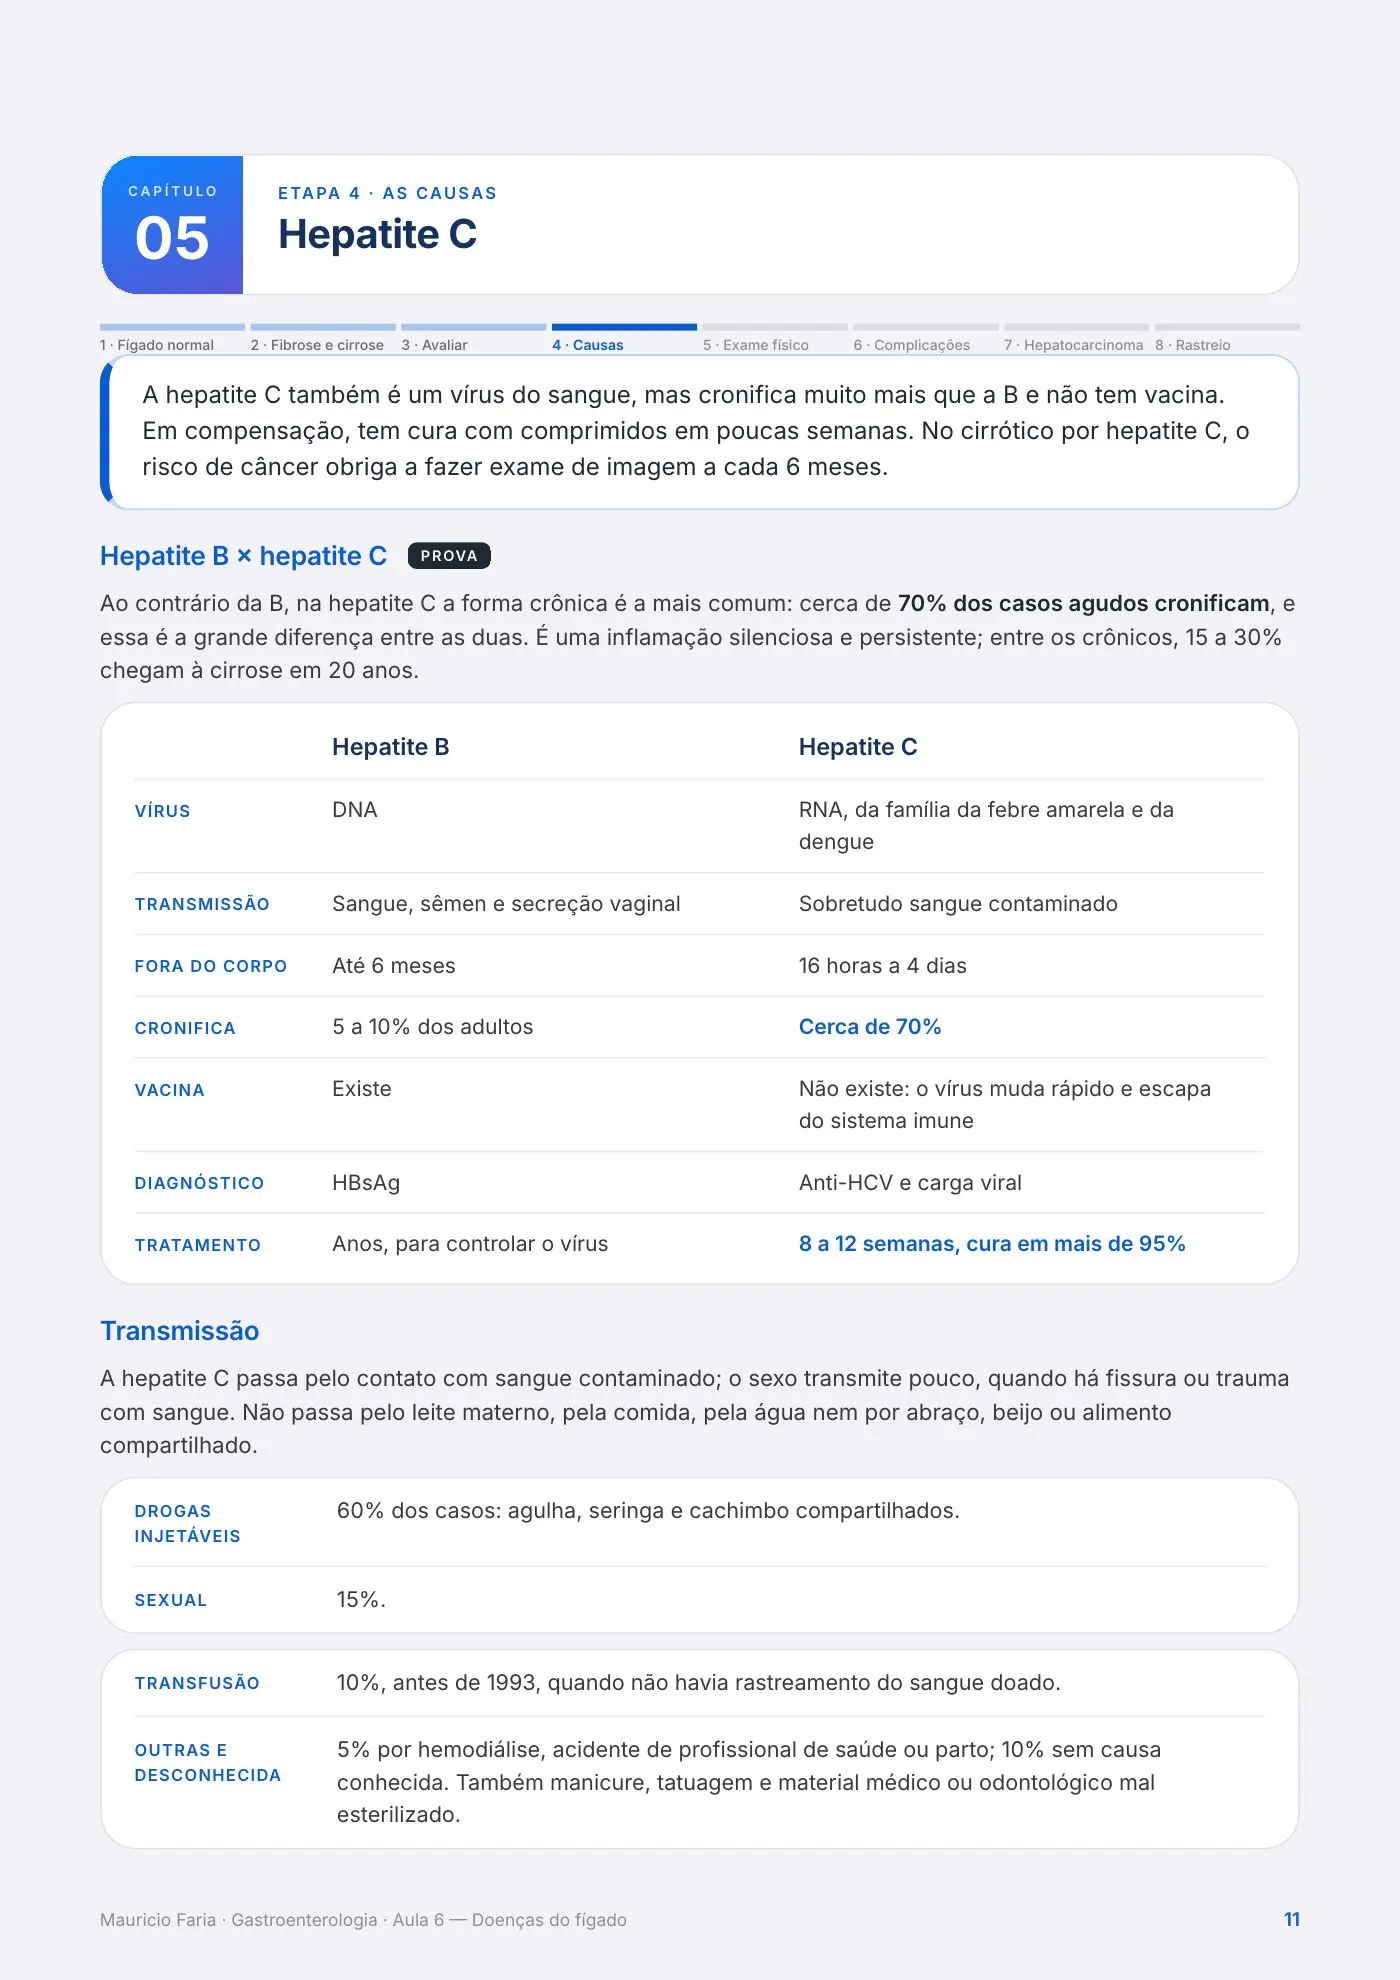 CAPÍTULO
05
ETAPA 4 · AS CAUSAS
Hepatite C
1 · Fígado normal
2 · Fibrose e cirrose
3 · Avaliar
4 · Causas
5 · Exame físico
6 · Complicações
7 · Hepatocarcinoma
8 · Rastreio
A hepatite C também é um vírus do sangue, mas cronifica muito mais que a B e não tem vacina.
Em compensação, tem cura com comprimidos em poucas semanas. No cirrótico por hepatite C, o
risco de câncer obriga a fazer exame de imagem a cada 6 meses.
Hepatite B × hepatite C PROVA
Ao contrário da B, na hepatite C a forma crônica é a mais comum: cerca de 70% dos casos agudos cronificam, e
essa é a grande diferença entre as duas. É uma inflamação silenciosa e persistente; entre os crônicos, 15 a 30%
chegam à cirrose em 20 anos.
Hepatite B Hepatite C
VÍRUS DNA RNA, da família da febre amarela e da
dengue
TRANSMISSÃO Sangue, sêmen e secreção vaginal Sobretudo sangue contaminado
FORA DO CORPO Até 6 meses 16 horas a 4 dias
CRONIFICA 5 a 10% dos adultos Cerca de 70%
VACINA Existe Não existe: o vírus muda rápido e escapa
do sistema imune
DIAGNÓSTICO HBsAg Anti-HCV e carga viral
TRATAMENTO Anos, para controlar o vírus 8 a 12 semanas, cura em mais de 95%
Transmissão
A hepatite C passa pelo contato com sangue contaminado; o sexo transmite pouco, quando há fissura ou trauma
com sangue. Não passa pelo leite materno, pela comida, pela água nem por abraço, beijo ou alimento
compartilhado.
DROGAS
INJETÁVEIS
60% dos casos: agulha, seringa e cachimbo compartilhados.
SEXUAL 15%.
TRANSFUSÃO 10%, antes de 1993, quando não havia rastreamento do sangue doado.
OUTRAS E
DESCONHECIDA
5% por hemodiálise, acidente de profissional de saúde ou parto; 10% sem causa
conhecida. Também manicure, tatuagem e material médico ou odontológico mal
esterilizado.
Mauricio Faria · Gastroenterologia · Aula 6 — Doenças do fígado 11